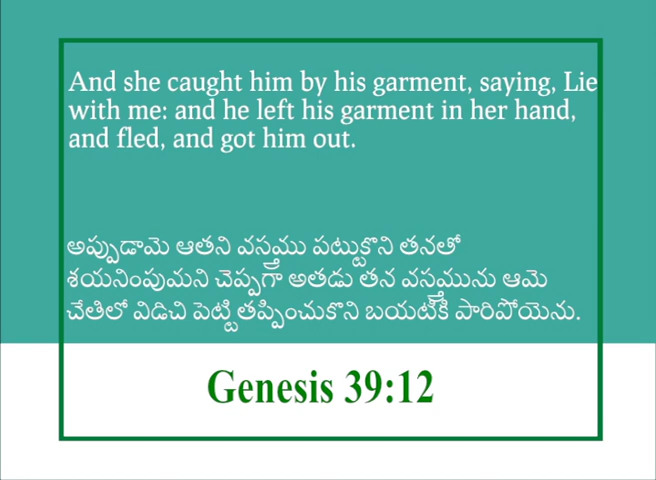 And she caught him by his garment, saying, Lie
with me: and he left his garment in her hand,
and fled, and got him out.
అప్పుడామె ఆతని వస్త్రము పట్టుకొని తనతో
శయనింపుమని చెప్పగా అతడు తన వస్త్రమును ఆమె
చేతిలో విడిచి పెట్టితప్పించుకొని బయటికి పారిపోయెను.
Genesis 39:12